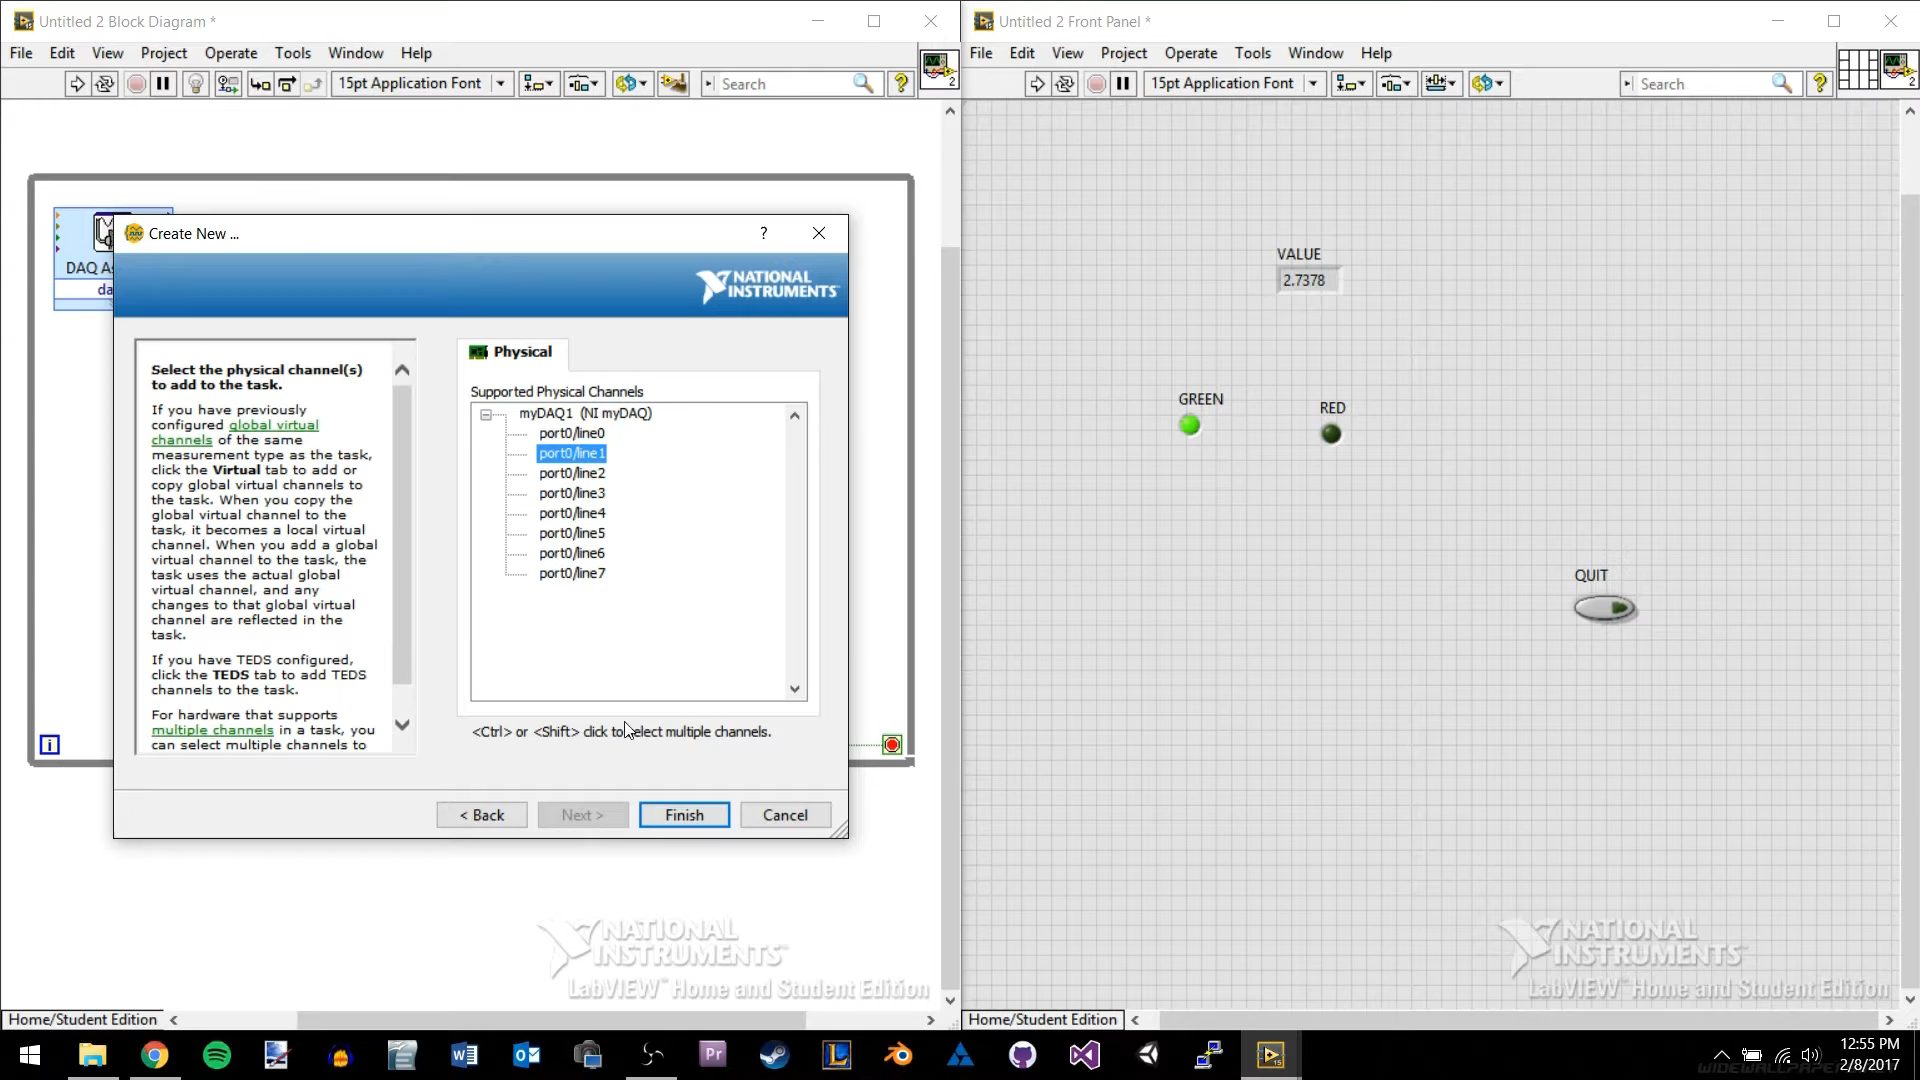 Untitled 2 Block Diagram *
File Edit View Project Operate Tools Window Help
15pt Application Font
Search
2
DAQ As
da
Create New ...
?
NATIONAL
INSTRUMENTS
Select the physical channel(s)
to add to the task.
If you have previously
configured global virtual
channels of the same
measurement type as the task,
click the Virtual tab to add or
copy global virtual channels to
the task. When you copy the
global virtual channel to the
task, it becomes a local virtual
channel. When you add a global
virtual channel to the task, the
task uses the actual global
virtual channel, and any
changes to that global virtual
channel are reflected in the
task.
If you have TEDS configured,
click the TEDS tab to add TEDS
channels to the task.
For hardware that supports
multiple channels in a task, you
can select multiple channels to
Physical
Supported Physical Channels
myDAQ1 (NI myDAQ)
port0/line0
port0/line1
port0/line2
port0/line3
port0/line4
port0/line5
port0/line6
port0/line7
<Ctrl> or <Shift> click to select multiple channels.
< Back
Next >
Finish
Cancel
i
NATIONAL
INSTRUMENTS
LabVIEW™ Home and Student Edition
Home/Student Edition
Untitled 2 Front Panel *
File Edit View Project Operate Tools Window Help
15pt Application Font
Search
2
VALUE
2.7378
GREEN
RED
QUIT
NATIONAL
INSTRUMENTS
LabVIEW™ Home and Student Edition
Home/Student Edition
Pr
12:55 PM
2/8/2017